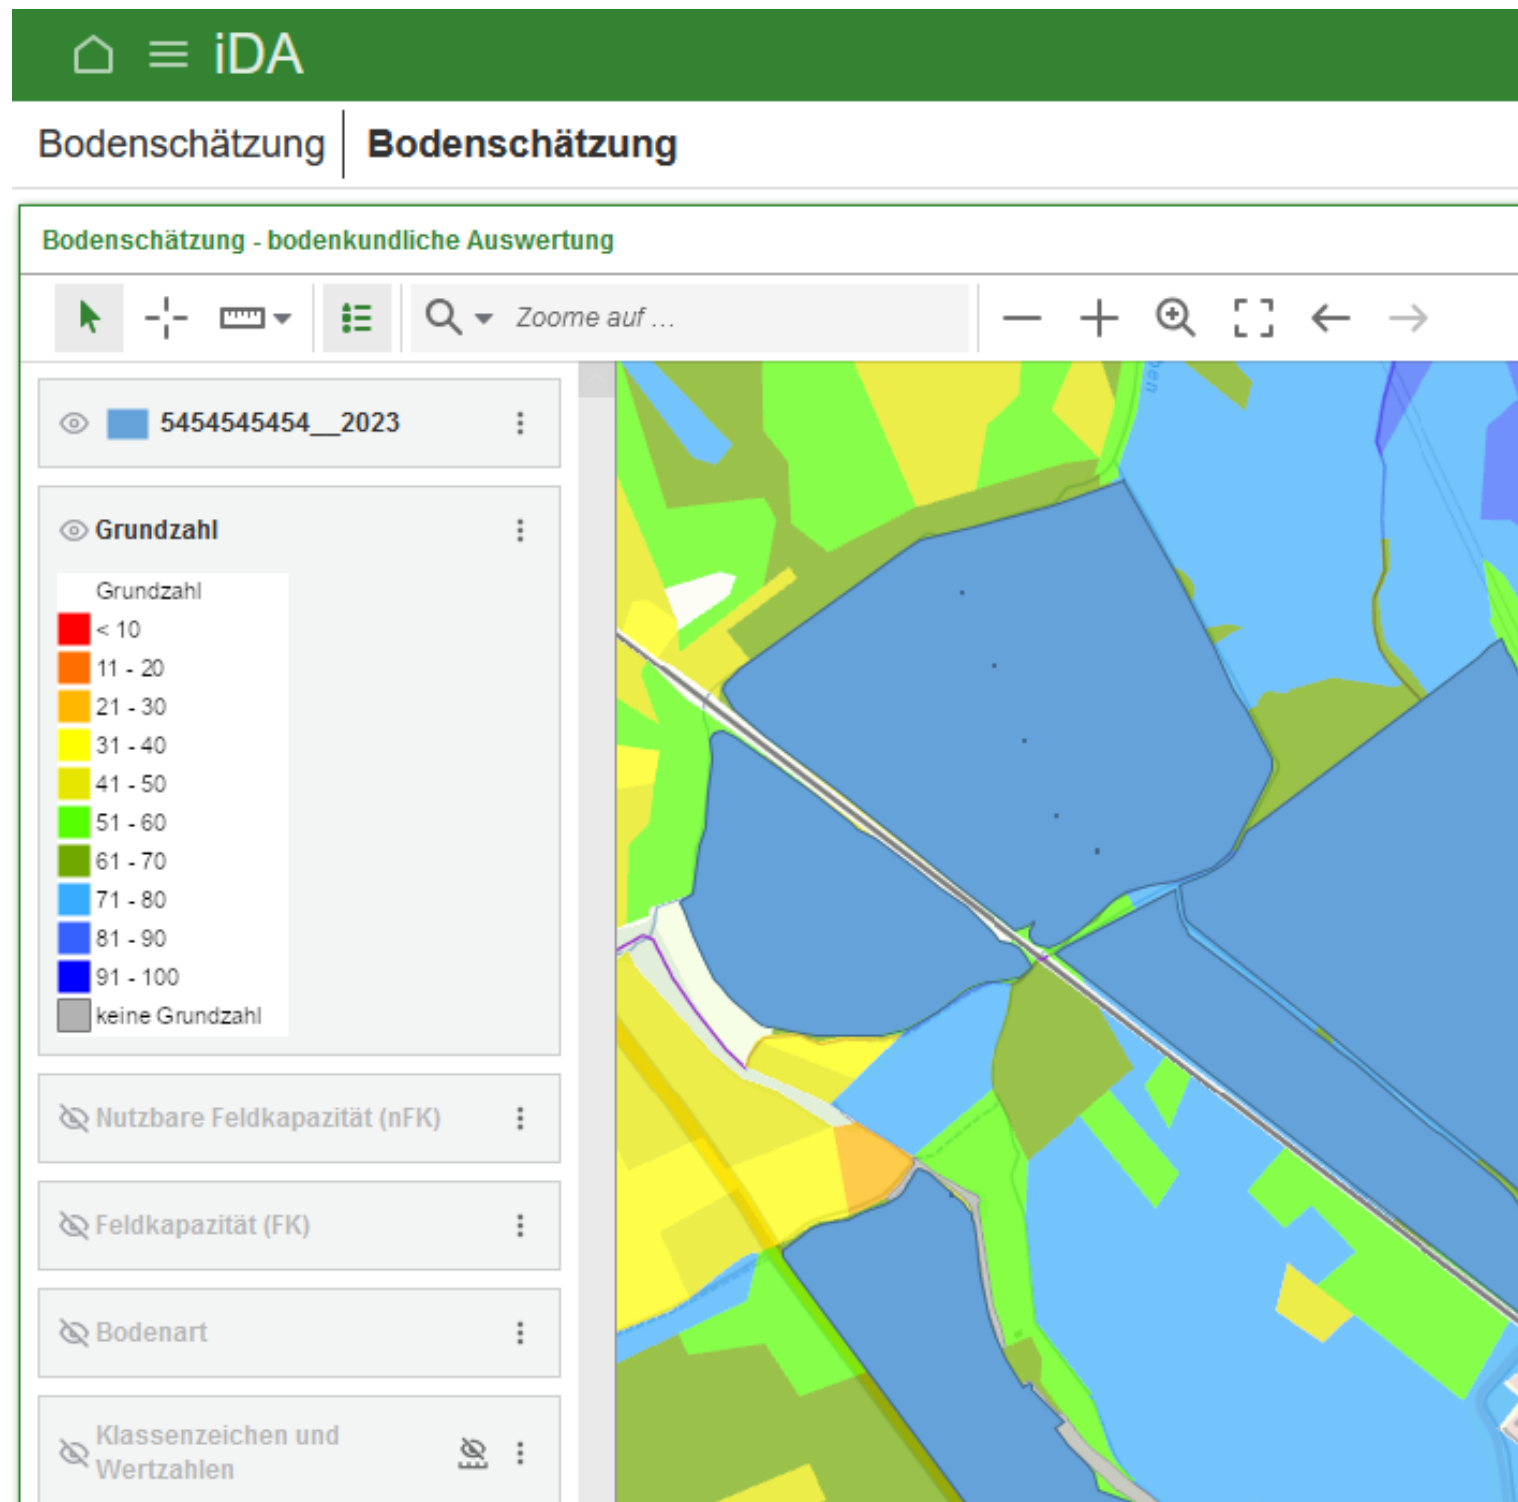 iDA
Bodenschätzung Bodenschätzung
Bodenschätzung - bodenkundliche Auswertung
Zoome auf ...
5454545454__2023
Grundzahl
Grundzahl
< 10
11 - 20
21 - 30
31 - 40
41 - 50
51 - 60
61 - 70
71 - 80
81 - 90
91 - 100
keine Grundzahl
Nutzbare Feldkapazität (nFK)
Feldkapazität (FK)
Bodenart
Klassenzeichen und
Wertzahlen